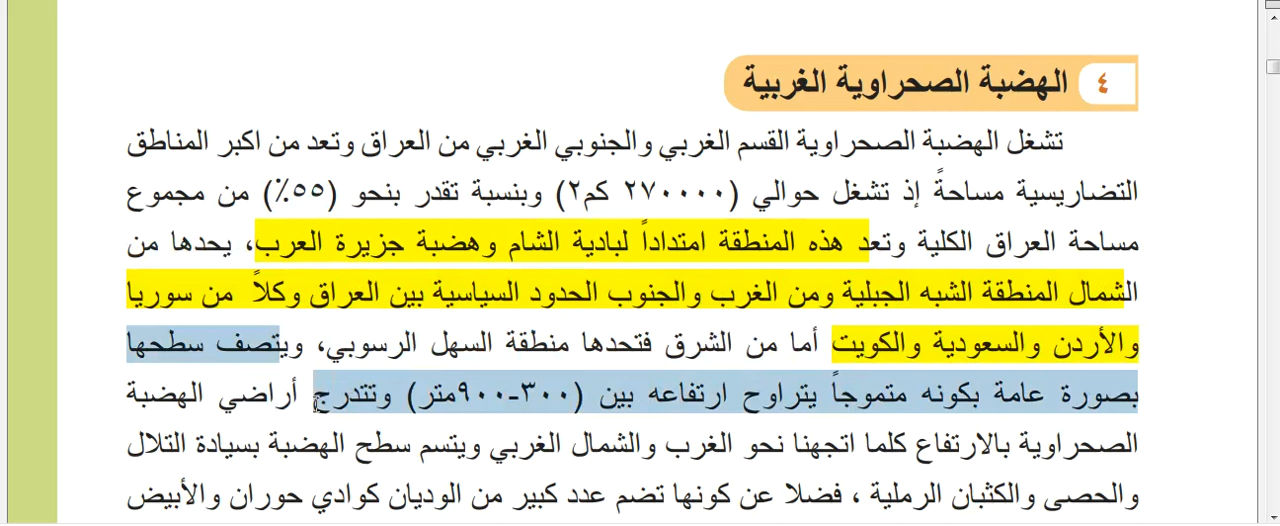 ٤ الهضبة الصحراوية الغربية
تشغل الهضبة الصحراوية القسم الغربي والجنوبي الغربي من العراق وتعد من اكبر المناطق
التضاريسية مساحةً إذ تشغل حوالي (٢٧٠٠٠٠ كم٢) وبنسبة تقدر بنحو (٥٥٪) من مجموع
مساحة العراق الكلية وتعد هذه المنطقة امتداداً لبادية الشام وهضبة جزيرة العرب، يحدها من
الشمال المنطقة الشبه الجبلية ومن الغرب والجنوب الحدود السياسية بين العراق وكلاً من سوريا
والأردن والسعودية والكويت أما من الشرق فتحدها منطقة السهل الرسوبي، ويتصف سطحها
بصورة عامة بكونه متموجاً يتراوح ارتفاعه بين (٣٠٠-٩٠٠متر) وتتدرج أراضي الهضبة
الصحراوية بالارتفاع كلما اتجهنا نحو الغرب والشمال الغربي ويتسم سطح الهضبة بسيادة التلال
والحصى والكثبان الرملية ، فضلا عن كونها تضم عدد كبير من الوديان كوادي حوران والأبيض